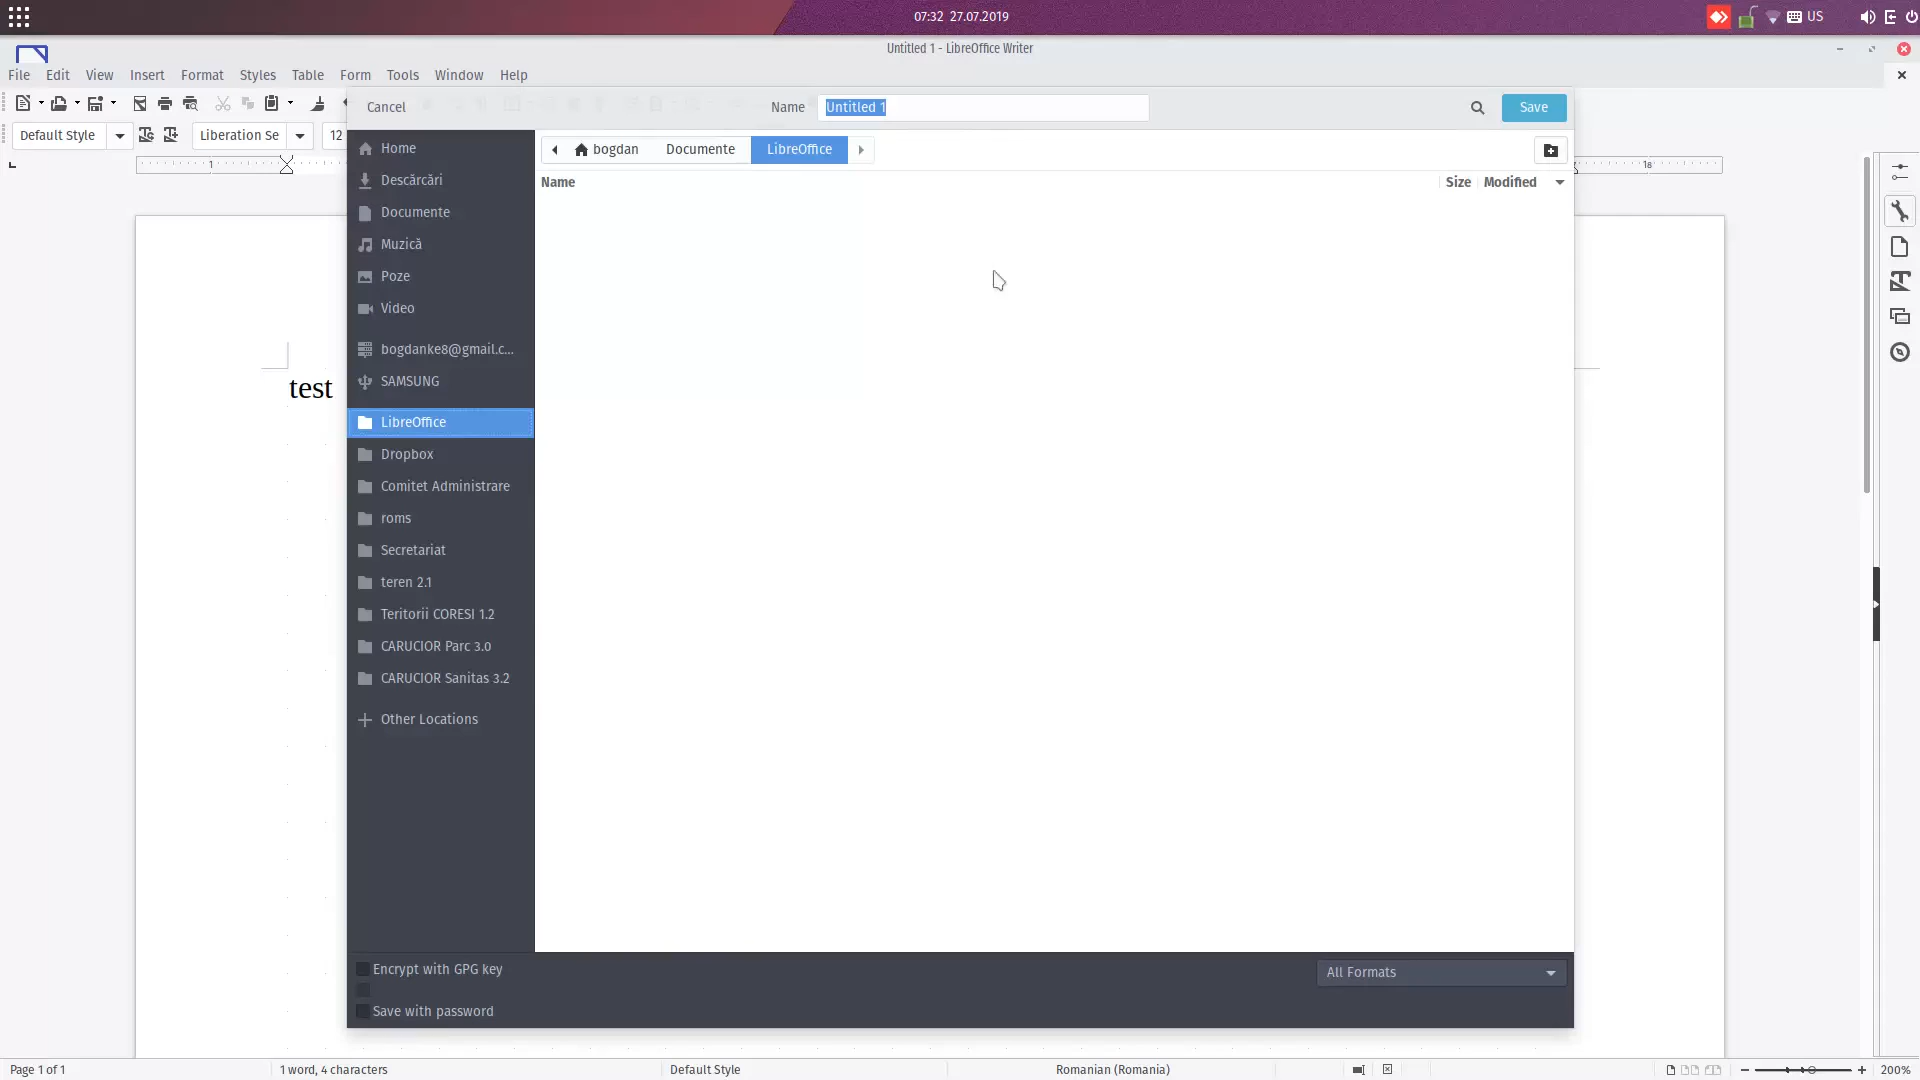 07:32 27.07.2019
US
Untitled 1 - LibreOffice Writer
File Edit View Insert Format Styles Table Form Tools Window Help
Cancel Name Untitled 1 Save
Default Style Liberation Se 12
bogdan Documente LibreOffice
1 18
Name Size Modified
Home
Descărcări
Documente
Muzică
Poze
Video
bogdanke8@gmail.c...
SAMSUNG
LibreOffice
Dropbox
Comitet Administrare
roms
Secretariat
teren 2.1
Teritorii CORESI 1.2
CARUCIOR Parc 3.0
CARUCIOR Sanitas 3.2
Other Locations
test
Encrypt with GPG key
All Formats
Save with password
Page 1 of 1 1 word, 4 characters Default Style Romanian (Romania) 200%